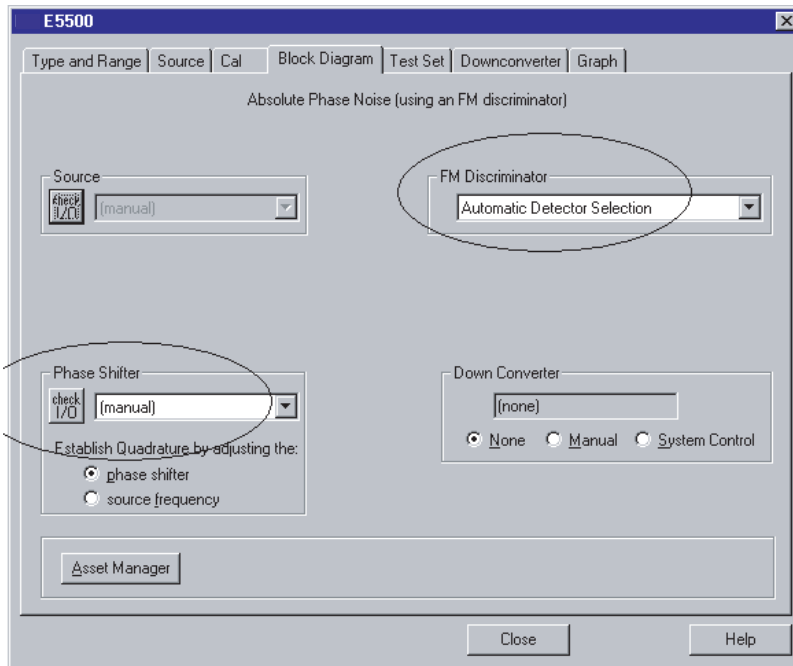 E5500
Type and Range Source Cal Block Diagram Test Set Downconverter Graph
Absolute Phase Noise (using an FM discriminator)
Source
check I/O (manual)
FM Discriminator
Automatic Detector Selection
Phase Shifter
check I/O (manual)
Establish Quadrature by adjusting the:
phase shifter
source frequency
Down Converter
(none)
None Manual System Control
Asset Manager
Close Help